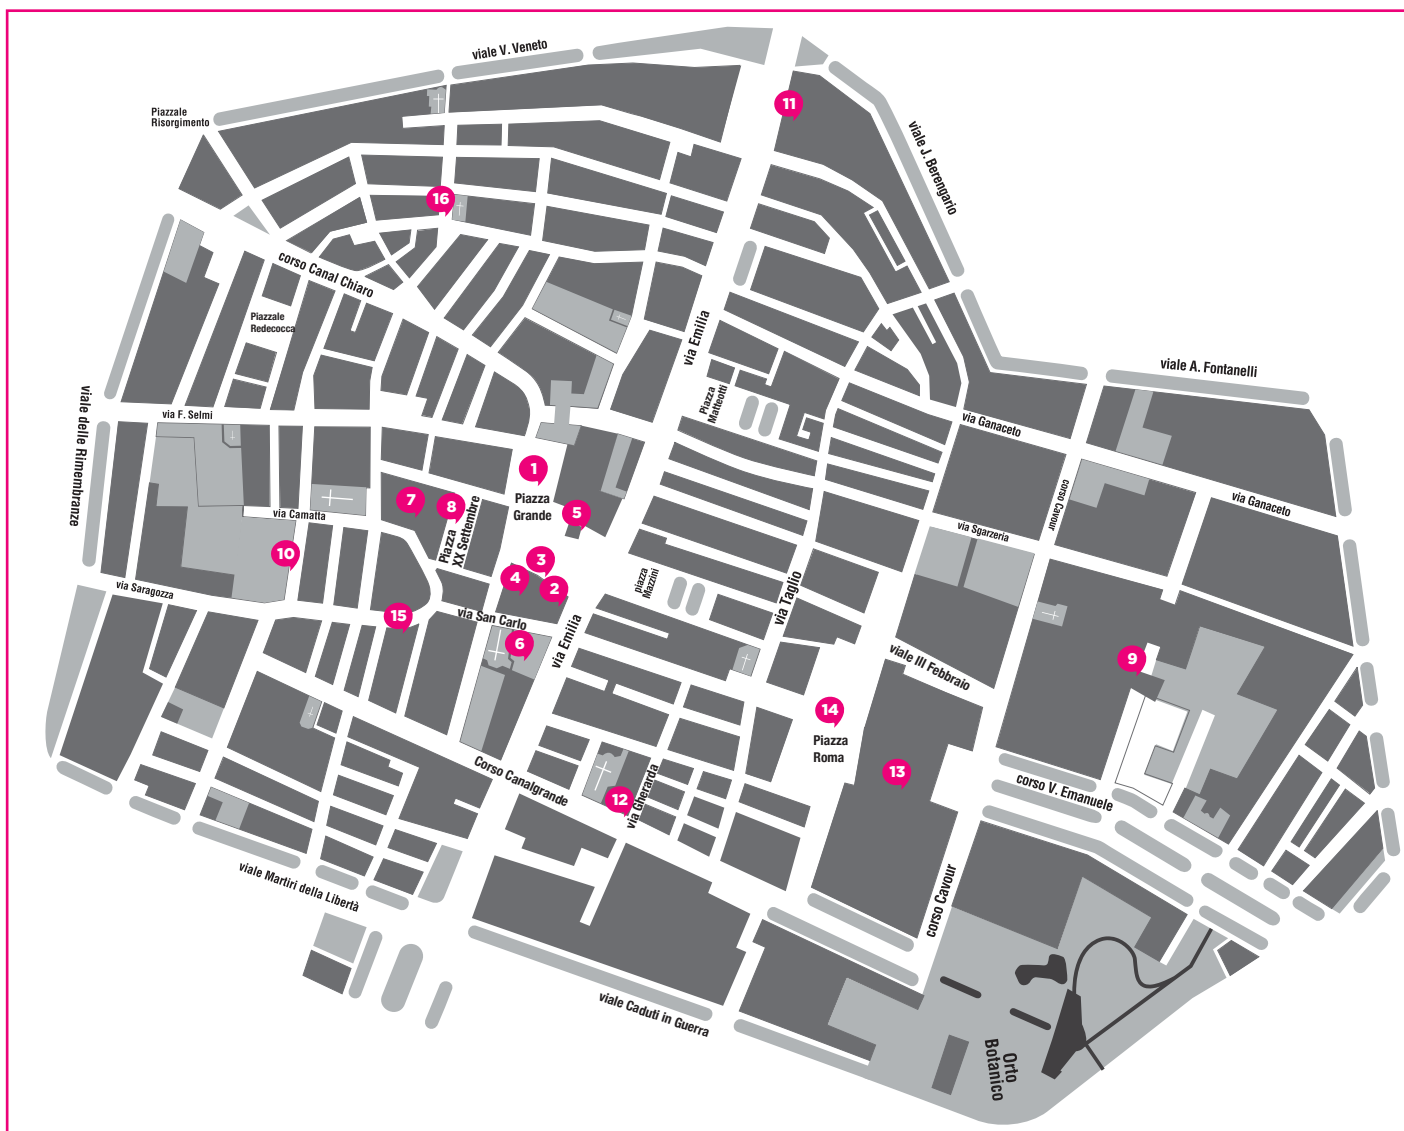 viale V. Veneto
11
Piazzale
Risorgimento
viale J. Berengario
16
corso Canal Chiaro
Piazzale
Redecocca
via Emilia
viale A. Fontanelli
Piazza
Matteotti
viale delle Rimembranze
via F. Selmi
via Ganaceto
1
Piazza
Grande
corso Cavour
via Ganaceto
7
8
5
via Camatta
Piazza
XX Settembre
via Sgarzeria
10
3
4
2
piazza
Mazzini
via Taglio
via Saragozza
15
via San Carlo
6
via Emilia
viale III Febbraio
9
14
Piazza
Roma
13
Corso Canalgrande
12
via Gherarda
corso V. Emanuele
viale Martiri della Libertà
corso Cavour
viale Caduti in Guerra
Orto
Botanico